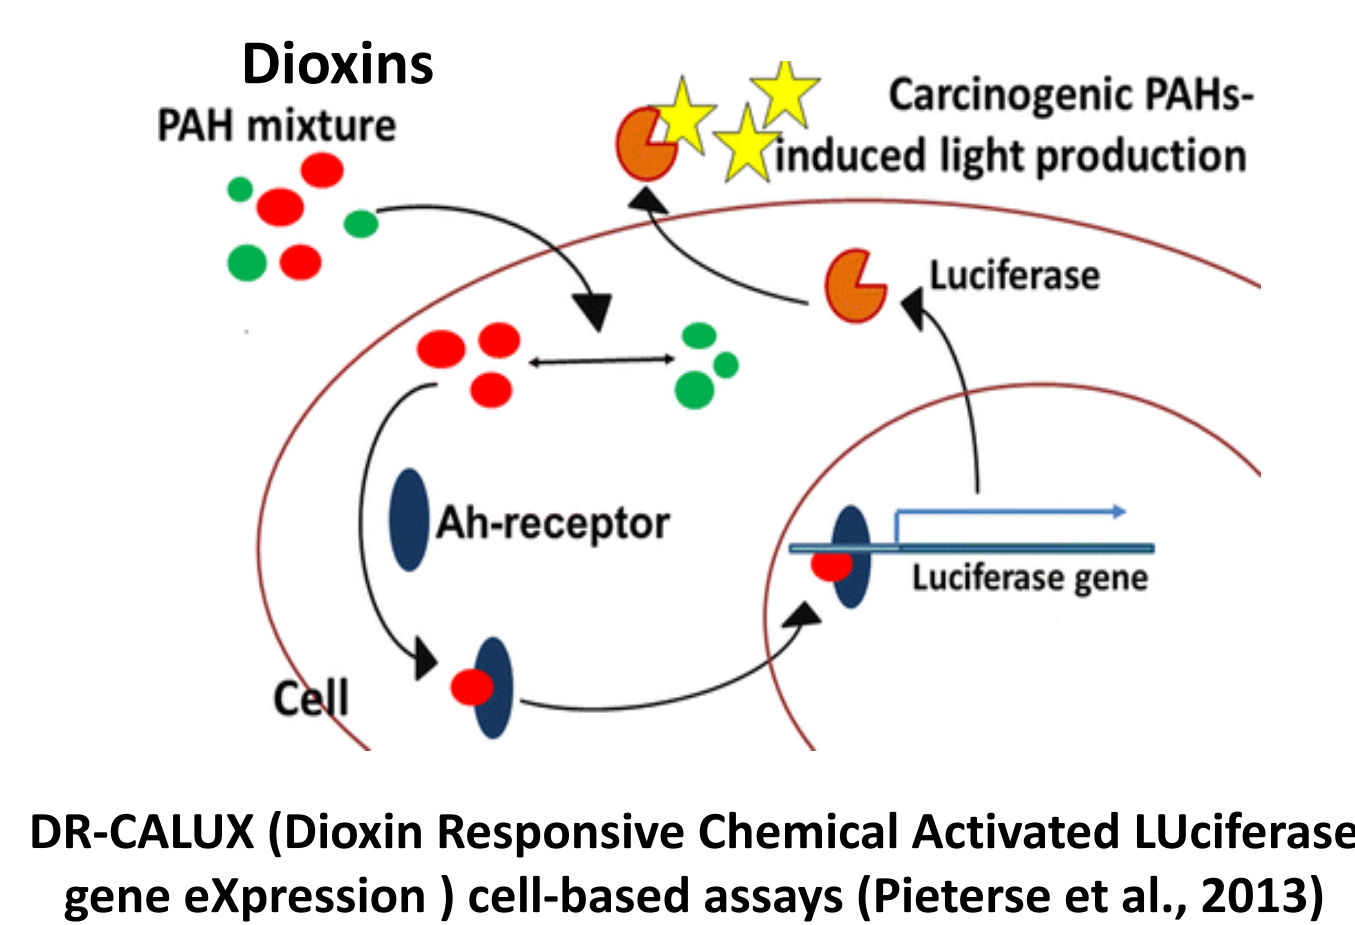 Dioxins
PAH mixture
Carcinogenic PAHs-
induced light production
Luciferase
Ah-receptor
Luciferase gene
Cell
DR-CALUX (Dioxin Responsive Chemical Activated LUciferase
gene eXpression ) cell-based assays (Pieterse et al., 2013)